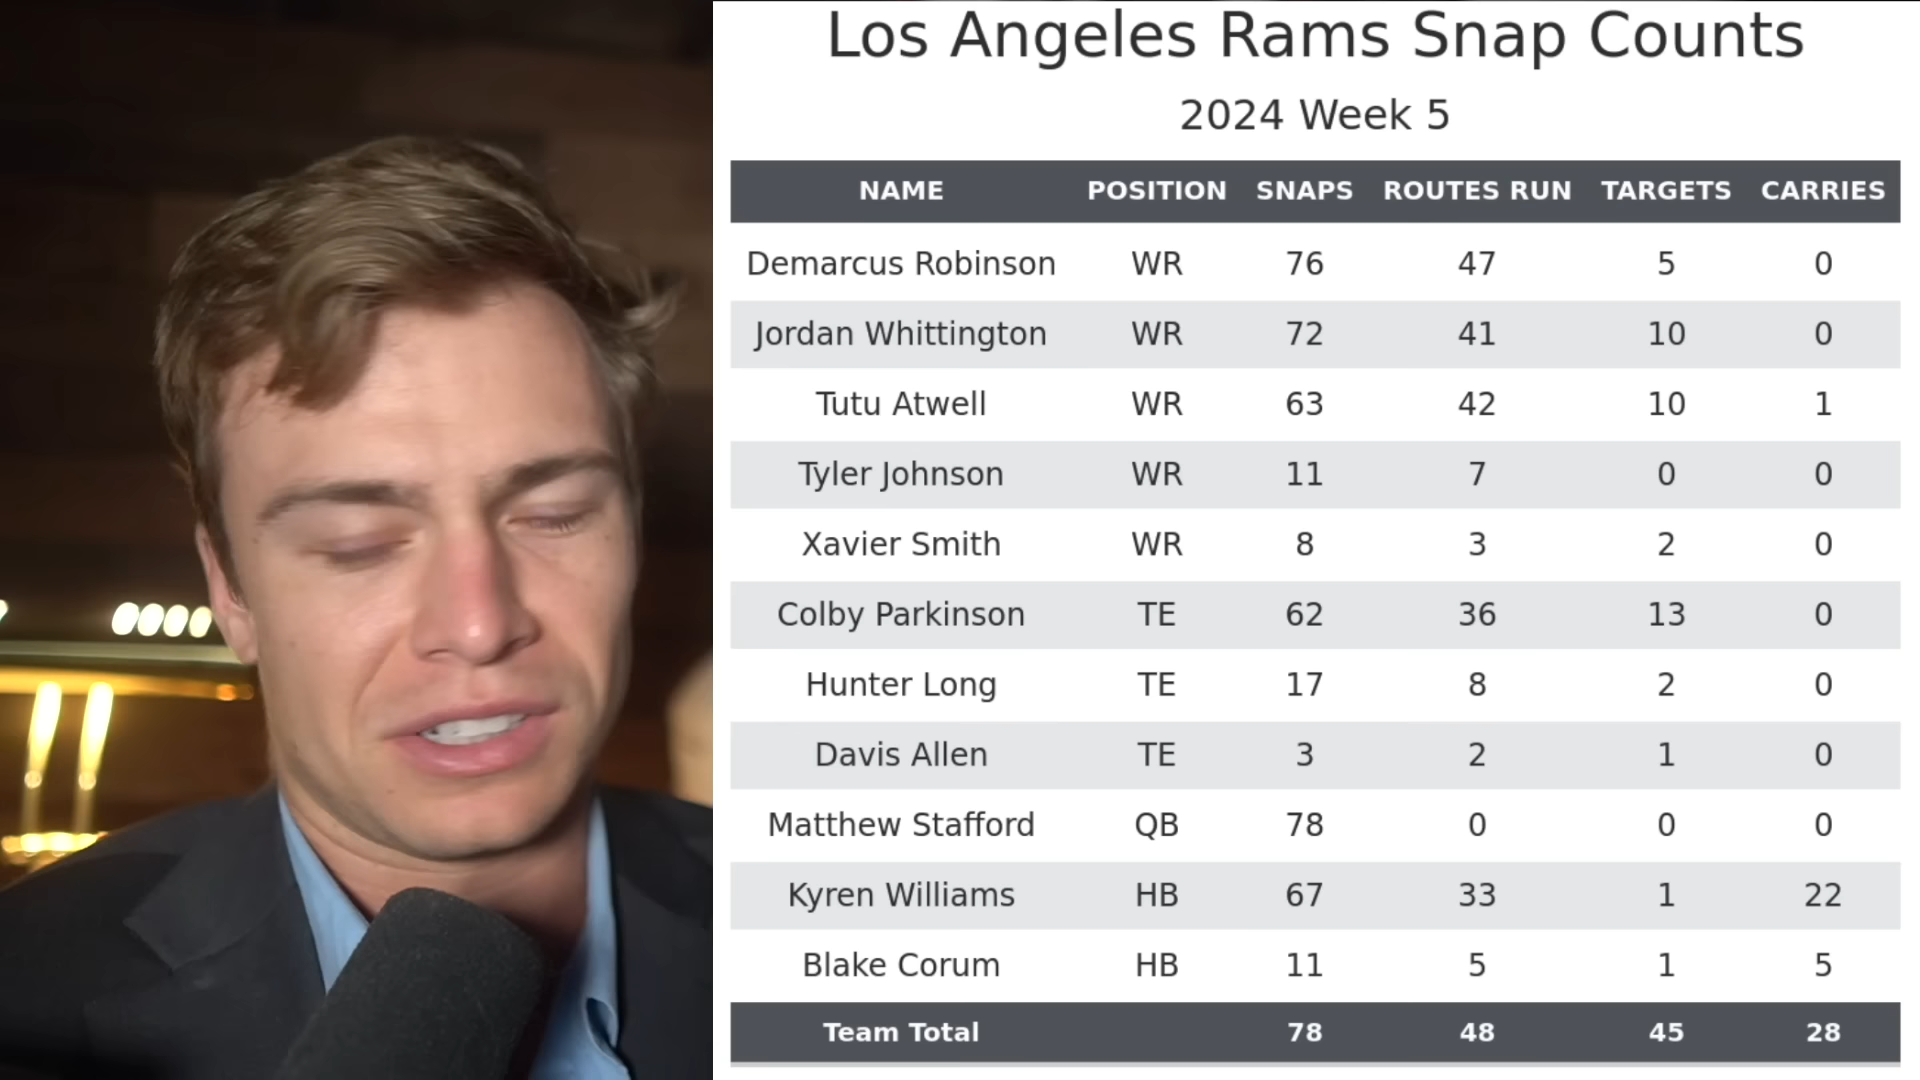 Los Angeles Rams Snap Counts
2024 Week 5
NAME POSITION SNAPS ROUTES RUN TARGETS CARRIES
Demarcus Robinson WR 76 47 5 0
Jordan Whittington WR 72 41 10 0
Tutu Atwell WR 63 42 10 1
Tyler Johnson WR 11 7 0 0
Xavier Smith WR 8 3 2 0
Colby Parkinson TE 62 36 13 0
Hunter Long TE 17 8 2 0
Davis Allen TE 3 2 1 0
Matthew Stafford QB 78 0 0 0
Kyren Williams HB 67 33 1 22
Blake Corum HB 11 5 1 5
Team Total 78 48 45 28